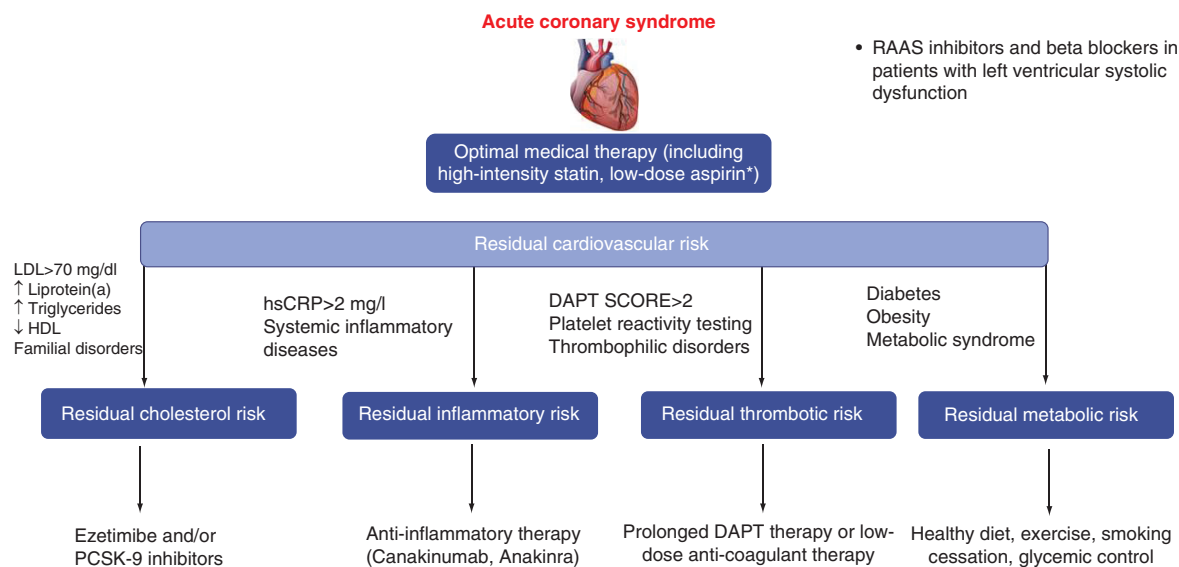 Acute coronary syndrome
• RAAS inhibitors and beta blockers in
patients with left ventricular systolic
dysfunction
Optimal medical therapy (including
high-intensity statin, low-dose aspirin*)
Residual cardiovascular risk
LDL>70 mg/dl
↑ Liprotein(a)
↑ Triglycerides
↓ HDL
Familial disorders
hsCRP>2 mg/l
Systemic inflammatory
diseases
DAPT SCORE>2
Platelet reactivity testing
Thrombophilic disorders
Diabetes
Obesity
Metabolic syndrome
Residual cholesterol risk
Residual inflammatory risk
Residual thrombotic risk
Residual metabolic risk
Ezetimibe and/or
PCSK-9 inhibitors
Anti-inflammatory therapy
(Canakinumab, Anakinra)
Prolonged DAPT therapy or low-
dose anti-coagulant therapy
Healthy diet, exercise, smoking
cessation, glycemic control